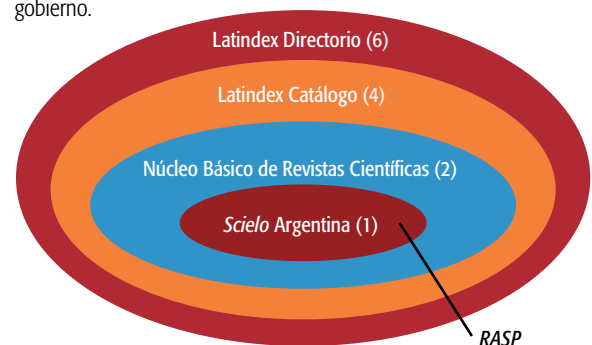 gobierno.
Latindex Directorio (6)
Latindex Catálogo (4)
Núcleo Básico de Revistas Científicas (2)
Scielo Argentina (1)
RASP